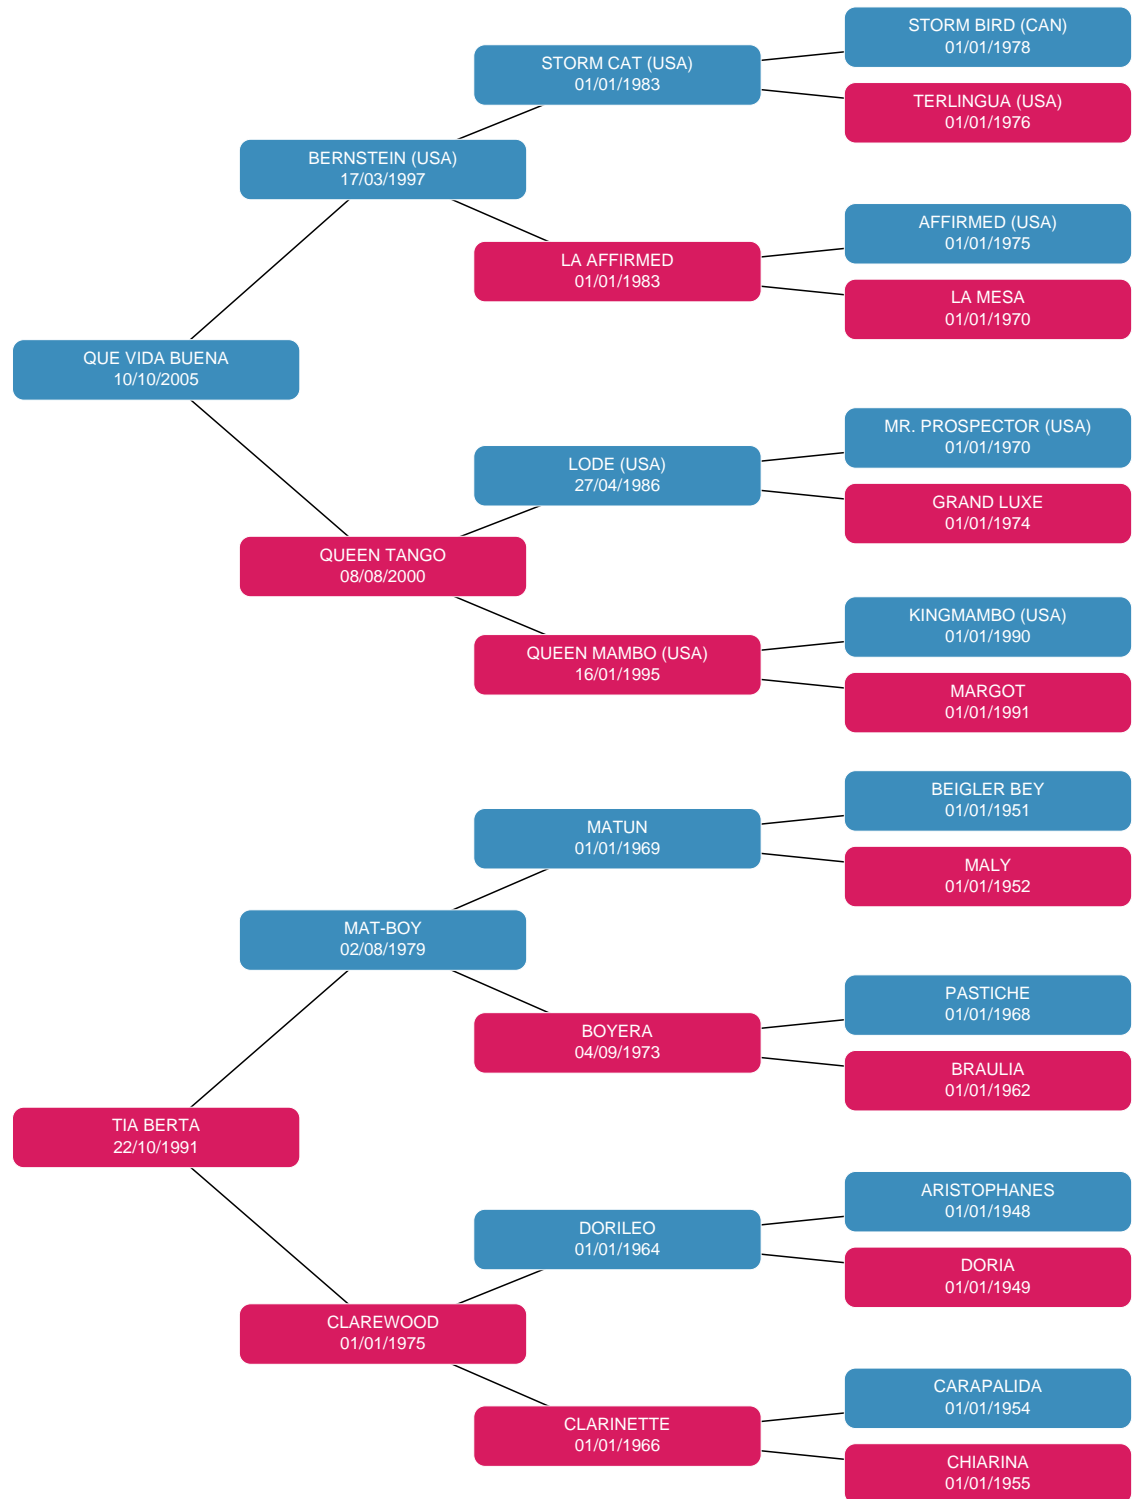 STORM BIRD (CAN)
01/01/1978
STORM CAT (USA)
01/01/1983
TERLINGUA (USA)
01/01/1976
BERNSTEIN (USA)
17/03/1997
AFFIRMED (USA)
01/01/1975
LA AFFIRMED
01/01/1983
LA MESA
01/01/1970
QUE VIDA BUENA
10/10/2005
MR. PROSPECTOR (USA)
01/01/1970
LODE (USA)
27/04/1986
GRAND LUXE
01/01/1974
QUEEN TANGO
08/08/2000
KINGMAMBO (USA)
01/01/1990
QUEEN MAMBO (USA)
16/01/1995
MARGOT
01/01/1991
BEIGLER BEY
01/01/1951
MATUN
01/01/1969
MALY
01/01/1952
MAT-BOY
02/08/1979
PASTICHE
01/01/1968
BOYERA
04/09/1973
BRAULIA
01/01/1962
TIA BERTA
22/10/1991
ARISTOPHANES
01/01/1948
DORILEO
01/01/1964
DORIA
01/01/1949
CLAREWOOD
01/01/1975
CARAPALIDA
01/01/1954
CLARINETTE
01/01/1966
CHIARINA
01/01/1955